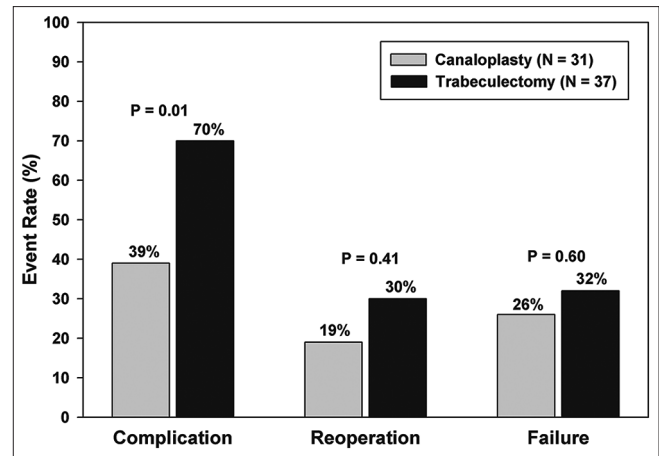 100
90
80
70
60
50
40
30
20
10
0
Event Rate (%)
Canaloplasty (N = 31)
Trabeculectomy (N = 37)
P = 0.01
39%
70%
P = 0.41
19%
30%
P = 0.60
26%
32%
Complication
Reoperation
Failure